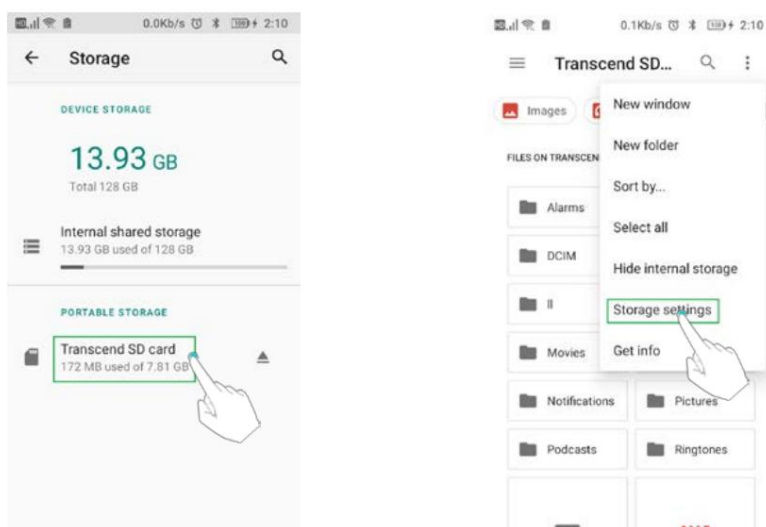 0.0Kb/s 2:10
Storage
DEVICE STORAGE
13.93 GB
Total 128 GB
Internal shared storage
13.93 GB used of 128 GB
PORTABLE STORAGE
Transcend SD card
172 MB used of 7.81 GB
0.1Kb/s 2:10
Transcend SD...
Images
FILES ON TRANSCEN
Alarms
DCIM
II
Movies
Notifications
Pictures
Podcasts
Ringtones
New window
New folder
Sort by...
Select all
Hide internal storage
Storage settings
Get info